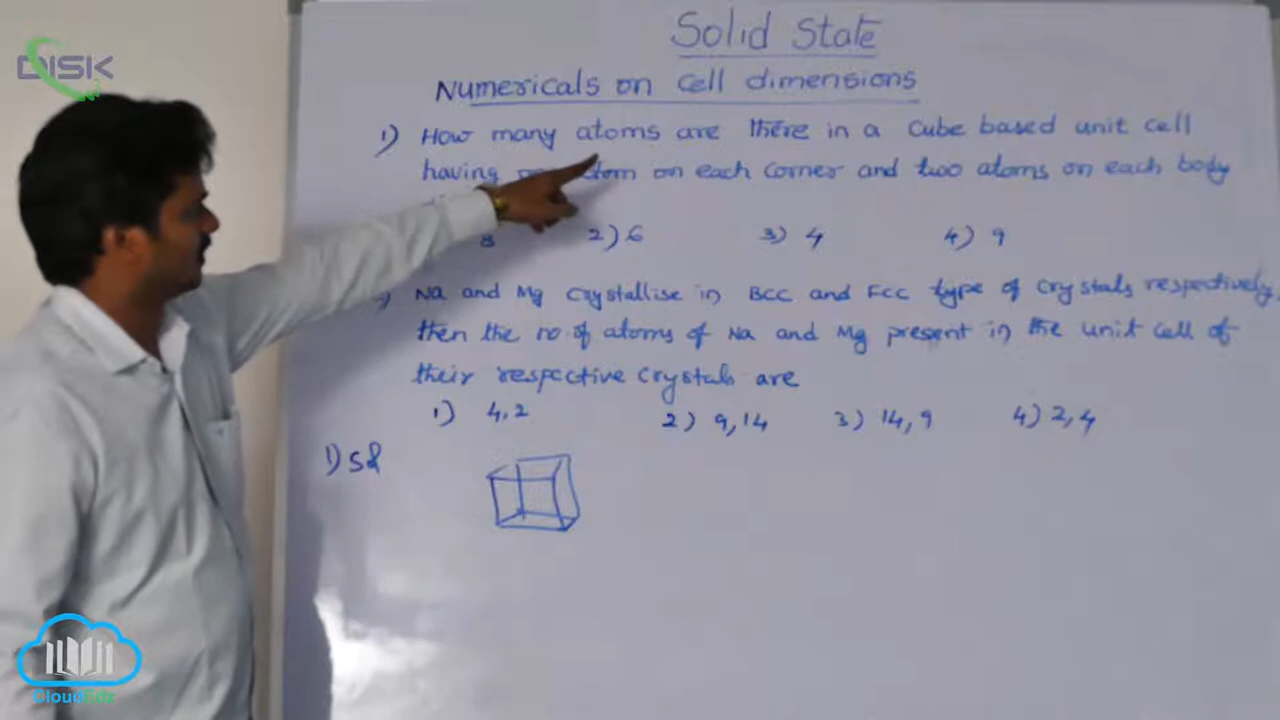 DISK
Solid State
Numericals on cell dimensions
1) How many atoms are there in a cube based unit cell
having atom on each corner and two atoms on each body
8 2) 6 3) 4 4) 9
Na and Mg crystallise in BCC and FCC type of crystals respectively
then the no. of atoms of Na and Mg present in the unit cell of
their respective crystals are
1) 4,2 2) 9,14 3) 14,9 4) 2,4
1) Sol
CloudEdz